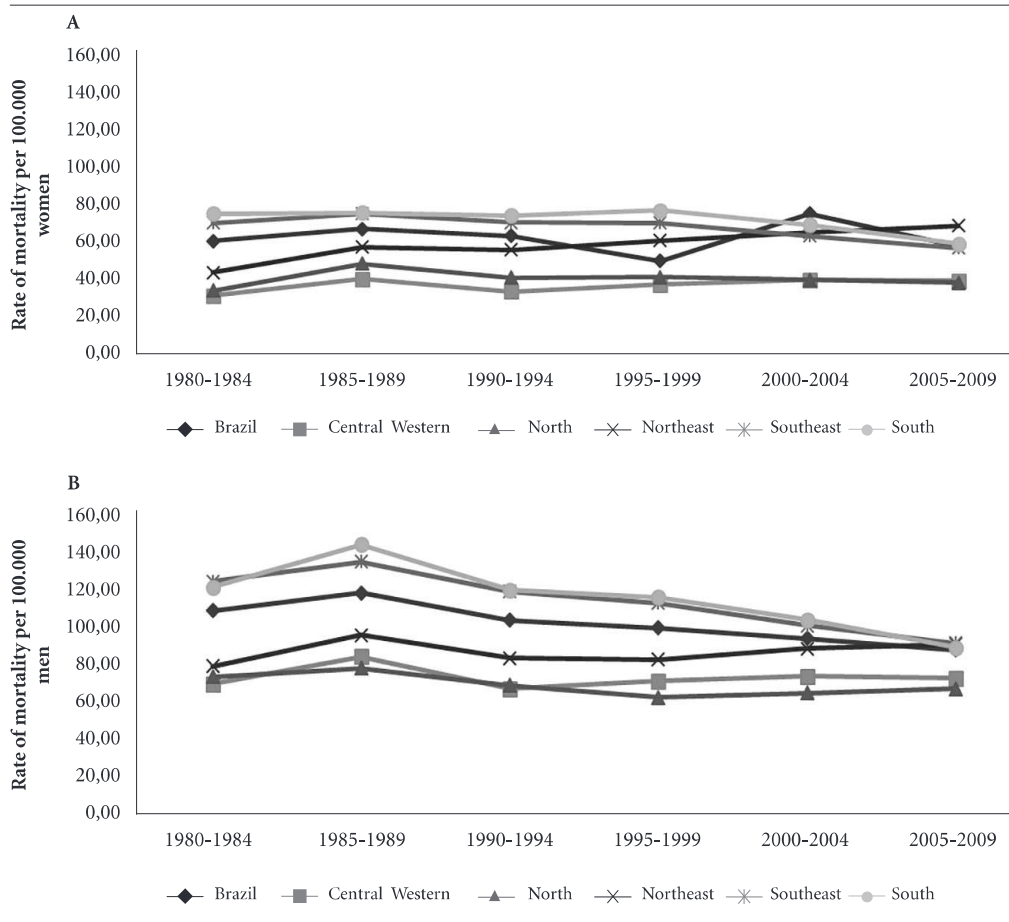 A
Rate of mortality per 100.000
women
160,00
140,00
120,00
100,00
80,00
60,00
40,00
20,00
0,00
1980-1984 1985-1989 1990-1994 1995-1999 2000-2004 2005-2009
Brazil Central Western North Northeast Southeast South
B
Rate of mortality per 100.000
men
160,00
140,00
120,00
100,00
80,00
60,00
40,00
20,00
0,00
1980-1984 1985-1989 1990-1994 1995-1999 2000-2004 2005-2009
Brazil Central Western North Northeast Southeast South